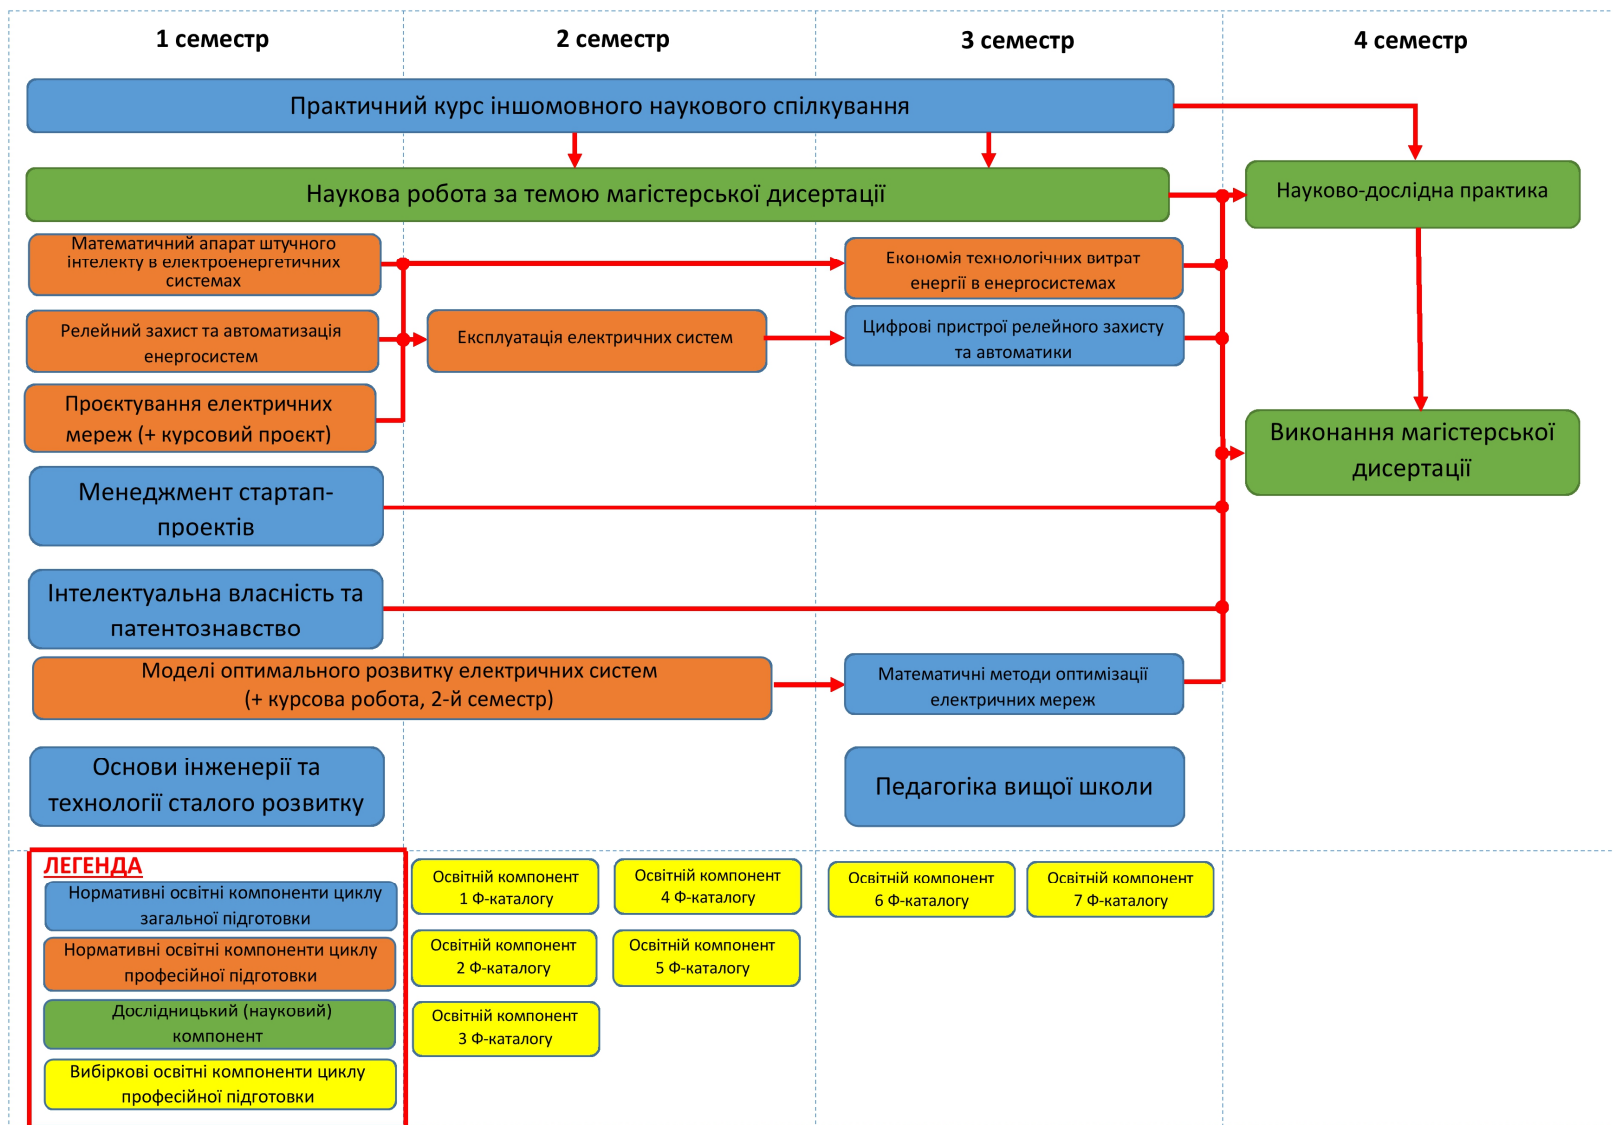 1 семестр
2 семестр
3 семестр
4 семестр
Практичний курс іншомовного наукового спілкування
Наукова робота за темою магістерської дисертації
Науково-дослідна практика
Математичний апарат штучного
інтелекту в електроенергетичних
системах
Економія технологічних витрат
енергії в енергосистемах
Релейний захист та автоматизація
енергосистем
Експлуатація електричних систем
Цифрові пристрої релейного захисту
та автоматики
Проєктування електричних
мереж (+ курсовий проєкт)
Виконання магістерської
дисертації
Менеджмент стартап-
проектів
Інтелектуальна власність та
патентознавство
Моделі оптимального розвитку електричних систем
(+ курсова робота, 2-й семестр)
Математичні методи оптимізації
електричних мереж
Основи інженерії та
технології сталого розвитку
Педагогіка вищої школи
ЛЕГЕНДА
Нормативні освітні компоненти циклу
загальної підготовки
Нормативні освітні компоненти циклу
професійної підготовки
Дослідницький (науковий)
компонент
Вибіркові освітні компоненти циклу
професійної підготовки
Освітній компонент
1 Ф-каталогу
Освітній компонент
4 Ф-каталогу
Освітній компонент
6 Ф-каталогу
Освітній компонент
7 Ф-каталогу
Освітній компонент
2 Ф-каталогу
Освітній компонент
5 Ф-каталогу
Освітній компонент
3 Ф-каталогу